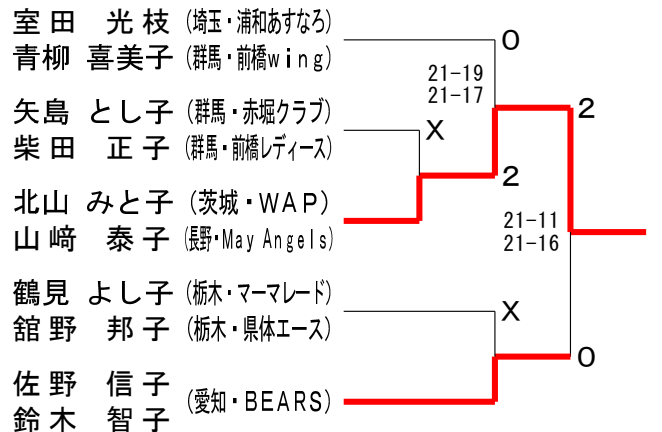 室田 光枝 (埼玉・浦和あすなろ)
青柳 喜美子 (群馬・前橋wing)
0
21-19
21-17
矢島 とし子 (群馬・赤堀クラブ)
柴田 正子 (群馬・前橋レディース)
X
2
2
北山 みと子 (茨城・WAP)
山﨑 泰子 (長野・May Angels)
21-11
21-16
鶴見 よし子 (栃木・マーマレード)
舘野 邦子 (栃木・県体エース)
X
0
佐野 信子
鈴木 智子
(愛知・BEARS)